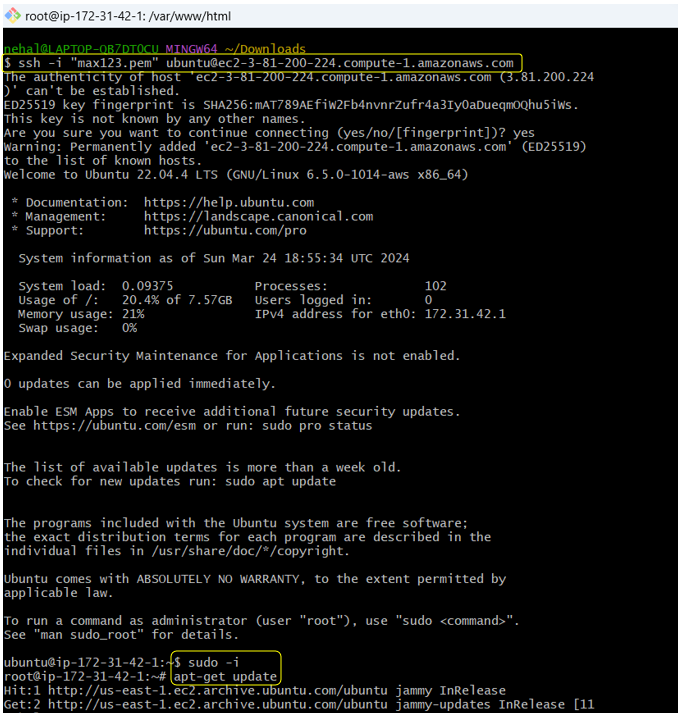 root@ip-172-31-42-1: /var/www/html
nehal@LAPTOP-QB7DTOCU MINGW64 ~/Downloads
$ ssh -i "max123.pem" ubuntu@ec2-3-81-200-224.compute-1.amazonaws.com
The authenticity of host 'ec2-3-81-200-224.compute-1.amazonaws.com (3.81.200.224
)' can't be established.
ED25519 key fingerprint is SHA256:mAT789AEfiW2Fb4nvnrZufr4a3IyOaDueqmOQhu5iWs.
This key is not known by any other names.
Are you sure you want to continue connecting (yes/no/[fingerprint])? yes
Warning: Permanently added 'ec2-3-81-200-224.compute-1.amazonaws.com' (ED25519)
to the list of known hosts.
Welcome to Ubuntu 22.04.4 LTS (GNU/Linux 6.5.0-1014-aws x86_64)
* Documentation:  https://help.ubuntu.com
* Management:     https://landscape.canonical.com
* Support:        https://ubuntu.com/pro
System information as of Sun Mar 24 18:55:34 UTC 2024
System load:  0.09375           Processes:             102
Usage of /:   20.4% of 7.57GB   Users logged in:       0
Memory usage: 21%               IPv4 address for eth0: 172.31.42.1
Swap usage:   0%
Expanded Security Maintenance for Applications is not enabled.
0 updates can be applied immediately.
Enable ESM Apps to receive additional future security updates.
See https://ubuntu.com/esm or run: sudo pro status
The list of available updates is more than a week old.
To check for new updates run: sudo apt update
The programs included with the Ubuntu system are free software;
the exact distribution terms for each program are described in the
individual files in /usr/share/doc/*/copyright.
Ubuntu comes with ABSOLUTELY NO WARRANTY, to the extent permitted by
applicable law.
To run a command as administrator (user "root"), use "sudo <command>".
See "man sudo_root" for details.
ubuntu@ip-172-31-42-1:~$ sudo -i
root@ip-172-31-42-1:~# apt-get update
Hit:1 http://us-east-1.ec2.archive.ubuntu.com/ubuntu jammy InRelease
Get:2 http://us-east-1.ec2.archive.ubuntu.com/ubuntu jammy-updates InRelease [11